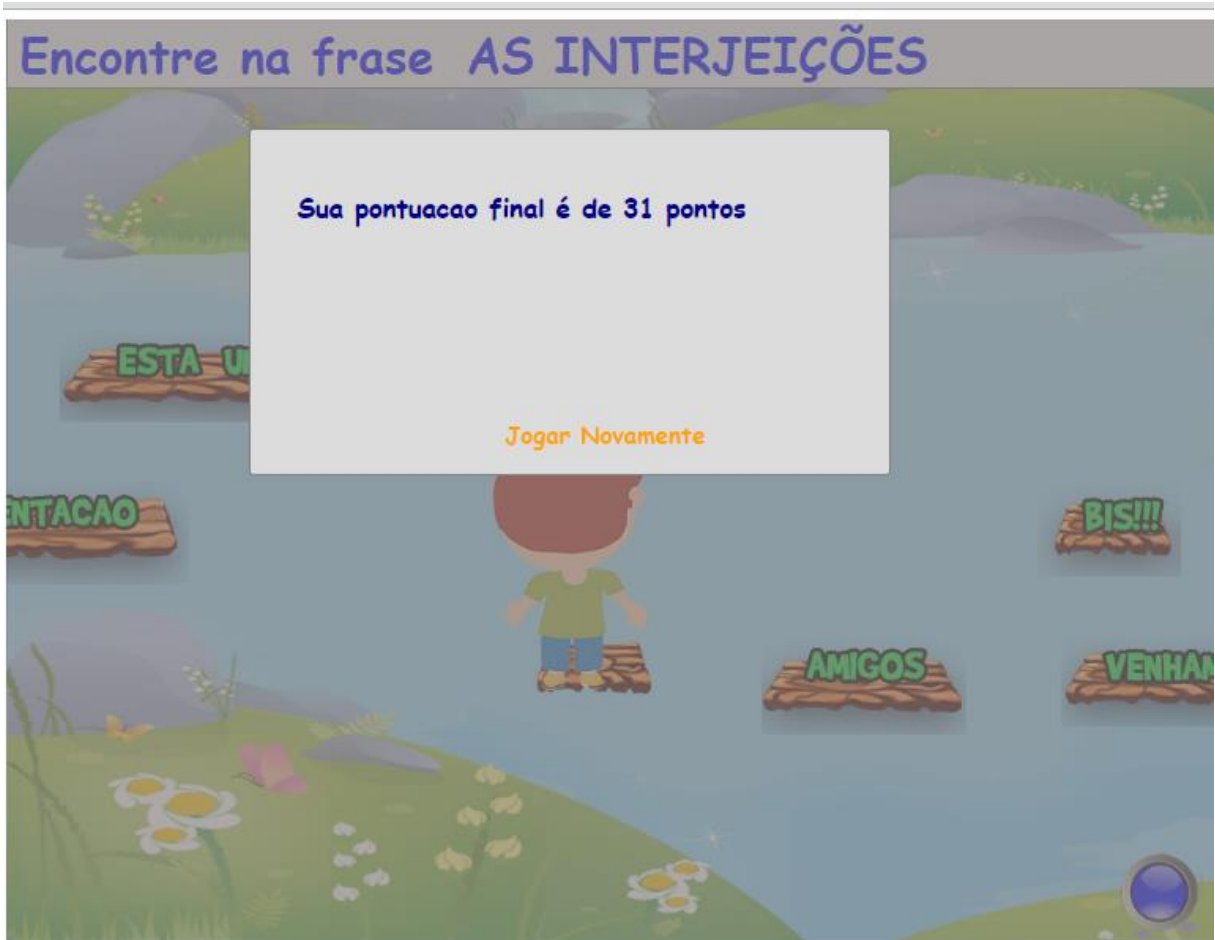 Encontre na frase AS INTERJEIÇÕES
Sua pontuacao final é de 31 pontos
Jogar Novamente
ESTA
NTACAO
BIS!!!
AMIGOS
VENHAM